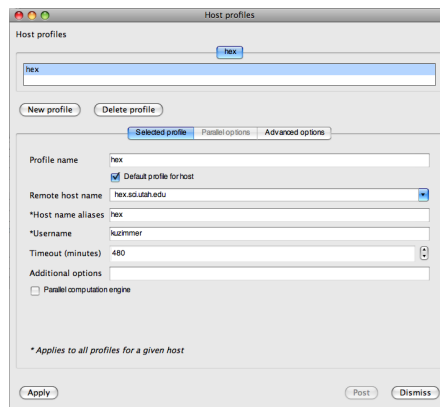 Host profiles
Host profiles
hex
hex
New profile Delete profile
Selected profile Parallel options Advanced options
Profile name hex
Default profile for host
Remote host name hex.sci.utah.edu
*Host name aliases hex
*Username kuzimmer
Timeout (minutes) 480
Additional options
Parallel computation engine
* Applies to all profiles for a given host
Apply Post Dismiss